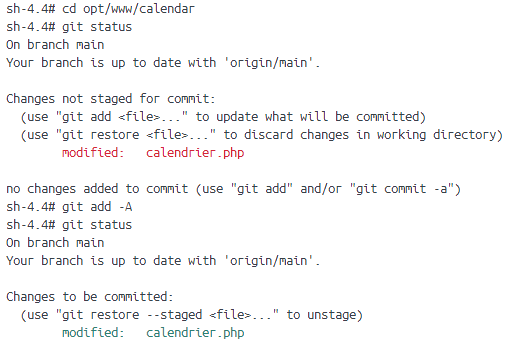 sh-4.4# cd opt/www/calendar
sh-4.4# git status
On branch main
Your branch is up to date with 'origin/main'.

Changes not staged for commit:
  (use "git add <file>..." to update what will be committed)
  (use "git restore <file>..." to discard changes in working directory)
        modified:   calendrier.php

no changes added to commit (use "git add" and/or "git commit -a")
sh-4.4# git add -A
sh-4.4# git status
On branch main
Your branch is up to date with 'origin/main'.

Changes to be committed:
  (use "git restore --staged <file>..." to unstage)
        modified:   calendrier.php